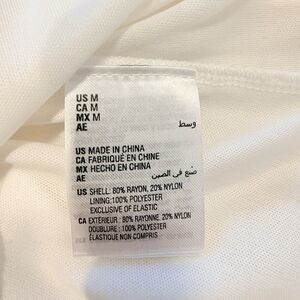 US M
CA M
MX M
AE وسط
US MADE IN CHINA
CA FABRIQUÉ EN CHINE
MX HECHO EN CHINA
AE صنع في الصين
US SHELL: 80% RAYON, 20% NYLON
LINING:100% POLYESTER
EXCLUSIVE OF ELASTIC
CA EXTÉRIEUR : 80% RAYONNE, 20% NYLON
DOUBLURE : 100% POLYESTER
ÉLASTIQUE NON COMPRIS